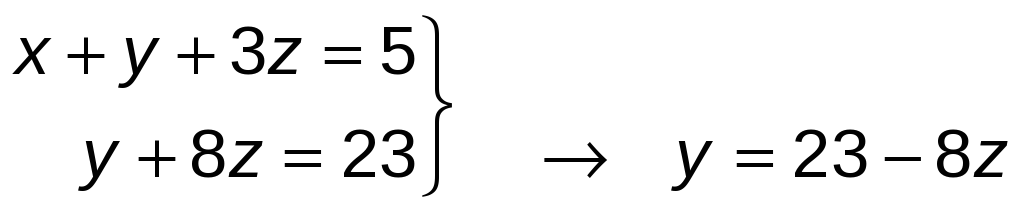 x + y + 3z = 5
y + 8z = 23 → y = 23 − 8z